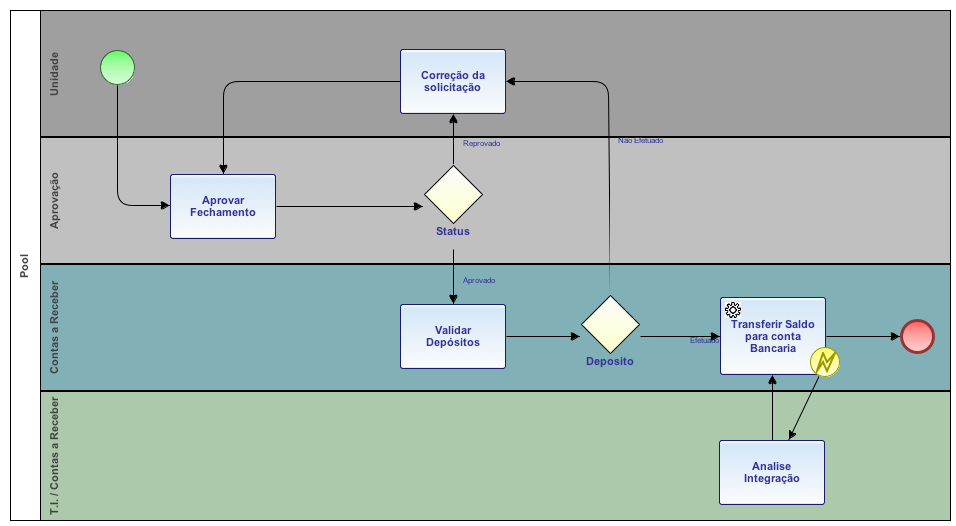 Pool
Unidade
Correção da
solicitação
Reprovado
Não Efetuado
Aprovação
Aprovar
Fechamento
Status
Aprovado
Contas a Receber
Validar
Depósitos
Deposito
Efetuado
Transferir Saldo
para conta
Bancaria
T.I. / Contas a Receber
Analise
Integração